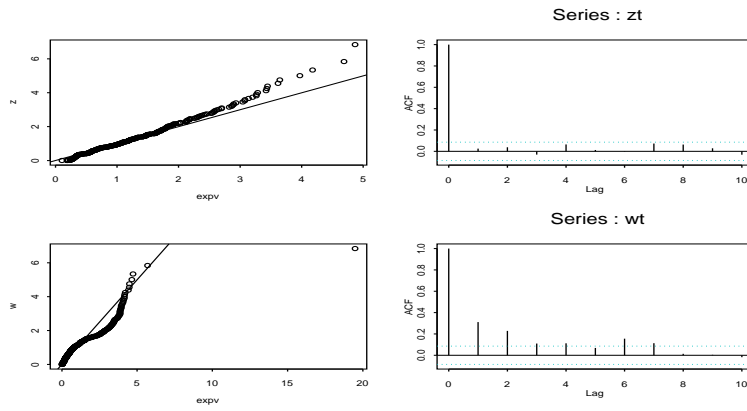 Series : zt
z
0 2 4 6
0 1 2 3 4 5
expv
ACF
0.0 0.2 0.4 0.6 0.8 1.0
0 2 4 6 8 10
Lag
Series : wt
w
0 2 4 6
0 5 10 15 20
expv
ACF
0.0 0.2 0.4 0.6 0.8 1.0
0 2 4 6 8 10
Lag